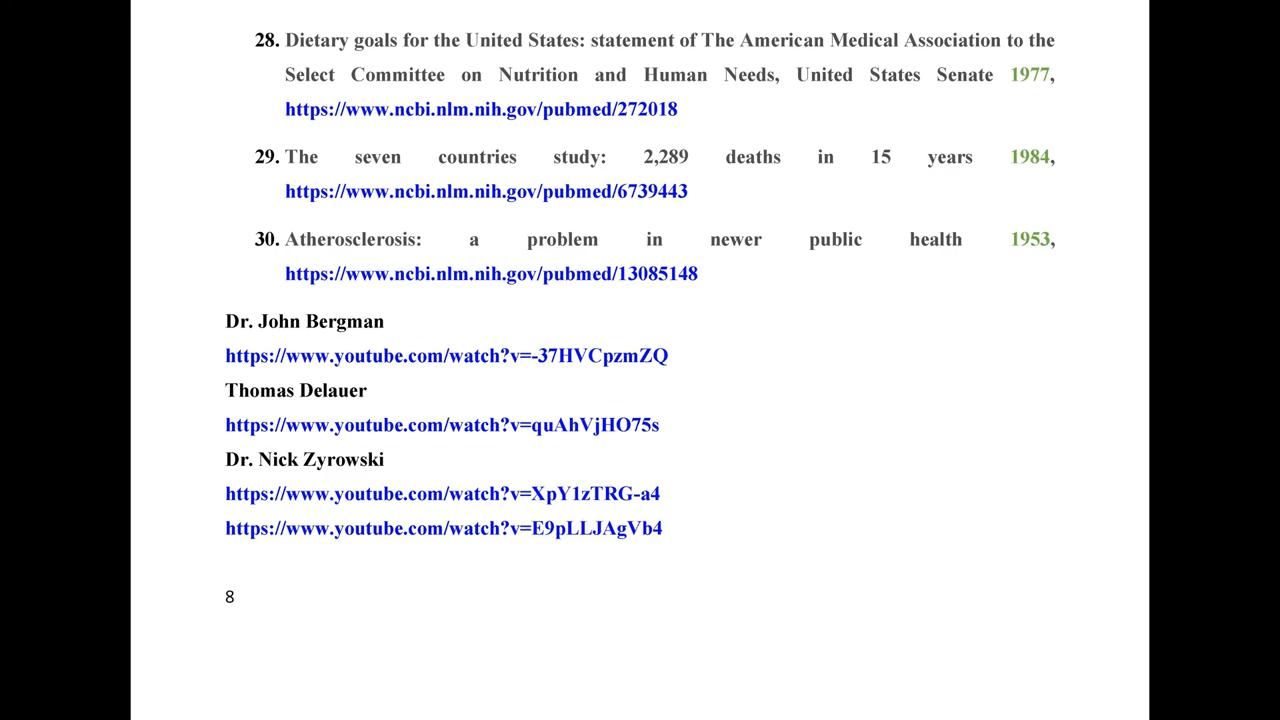 28. Dietary goals for the United States: statement of The American Medical Association to the
Select Committee on Nutrition and Human Needs, United States Senate 1977,
https://www.ncbi.nlm.nih.gov/pubmed/272018
29. The seven countries study: 2,289 deaths in 15 years 1984,
https://www.ncbi.nlm.nih.gov/pubmed/6739443
30. Atherosclerosis: a problem in newer public health 1953,
https://www.ncbi.nlm.nih.gov/pubmed/13085148
Dr. John Bergman
https://www.youtube.com/watch?v=-37HVCpzmZQ
Thomas Delauer
https://www.youtube.com/watch?v=quAhVjHO75s
Dr. Nick Zyrowski
https://www.youtube.com/watch?v=XpY1zTRG-a4
https://www.youtube.com/watch?v=E9pLLJAgVb4
8